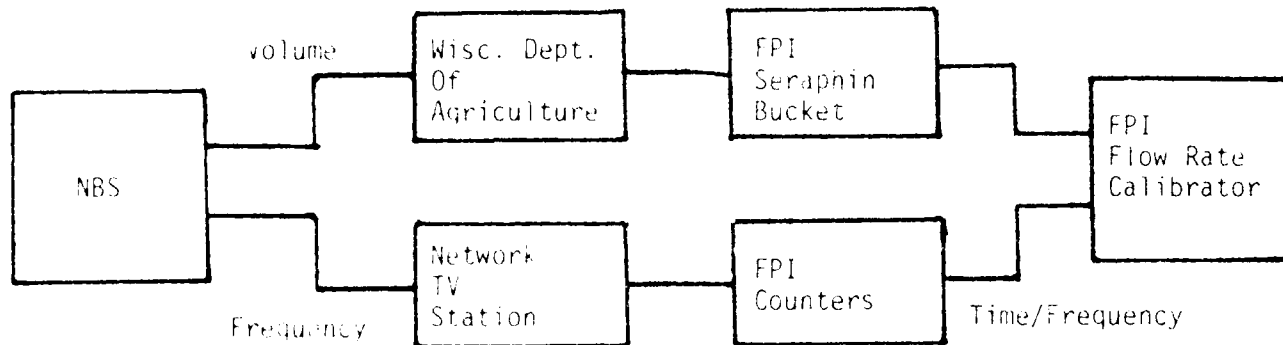 volume
Wisc. Dept.
Of
Agriculture
FPI
Seraphin
Bucket
NBS
FPI
Flow Rate
Calibrator
Network
TV
Station
FPI
Counters
Frequency
Time/Frequency